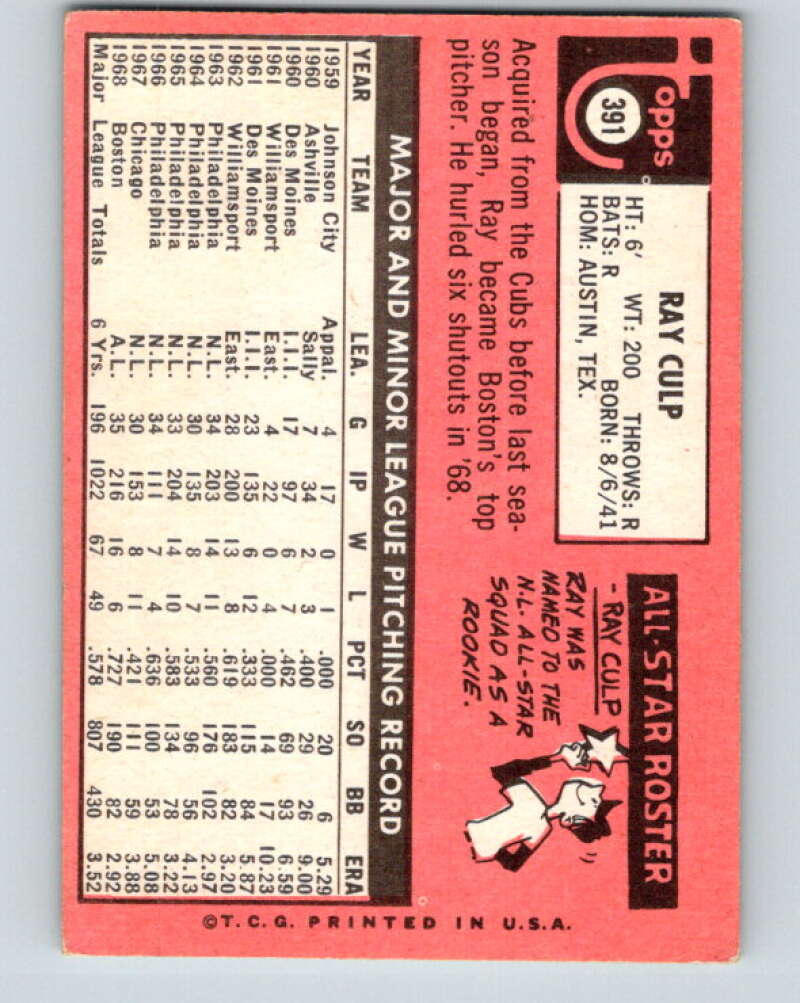 Topps
391
RAY CULP
HT: 6' WT: 200 THROWS: R
BATS: R BORN: 8/6/41
HOM: AUSTIN, TEX.
Acquired from the Cubs before last sea-
son began, Ray became Boston's top
pitcher. He hurled six shutouts in '68.
ALL-STAR ROSTER
- RAY CULP
RAY WAS
NAMED TO THE
N.L. ALL-STAR
SQUAD AS A
ROOKIE.
MAJOR AND MINOR LEAGUE PITCHING RECORD
YEAR TEAM LEA. G IP W L PCT SO BB ERA
1959 Johnson City Appal. 4 17 0 1 .000 20 6 5.29
1960 Ashville Sally 7 34 2 3 .400 29 26 9.00
1960 Des Moines I.I.I. 17 97 6 7 .462 69 93 6.59
1961 Williamsport East. 4 22 0 4 .000 14 17 10.23
1961 Des Moines I.I.I. 23 135 6 12 .333 115 84 5.87
1962 Williamsport East. 28 200 13 8 .619 183 82 3.20
1963 Philadelphia N.L. 34 203 14 11 .560 176 102 2.97
1964 Philadelphia N.L. 30 135 8 7 .533 96 56 4.13
1965 Philadelphia N.L. 33 204 14 10 .583 134 78 3.22
1966 Philadelphia N.L. 34 111 7 4 .636 100 53 5.08
1967 Chicago N.L. 30 153 8 11 .421 111 59 3.88
1968 Boston A.L. 35 216 16 6 .727 190 82 2.92
Major League Totals 6 Yrs. 196 1022 67 49 .578 807 430 3.52
©T.C.G. PRINTED IN U.S.A.